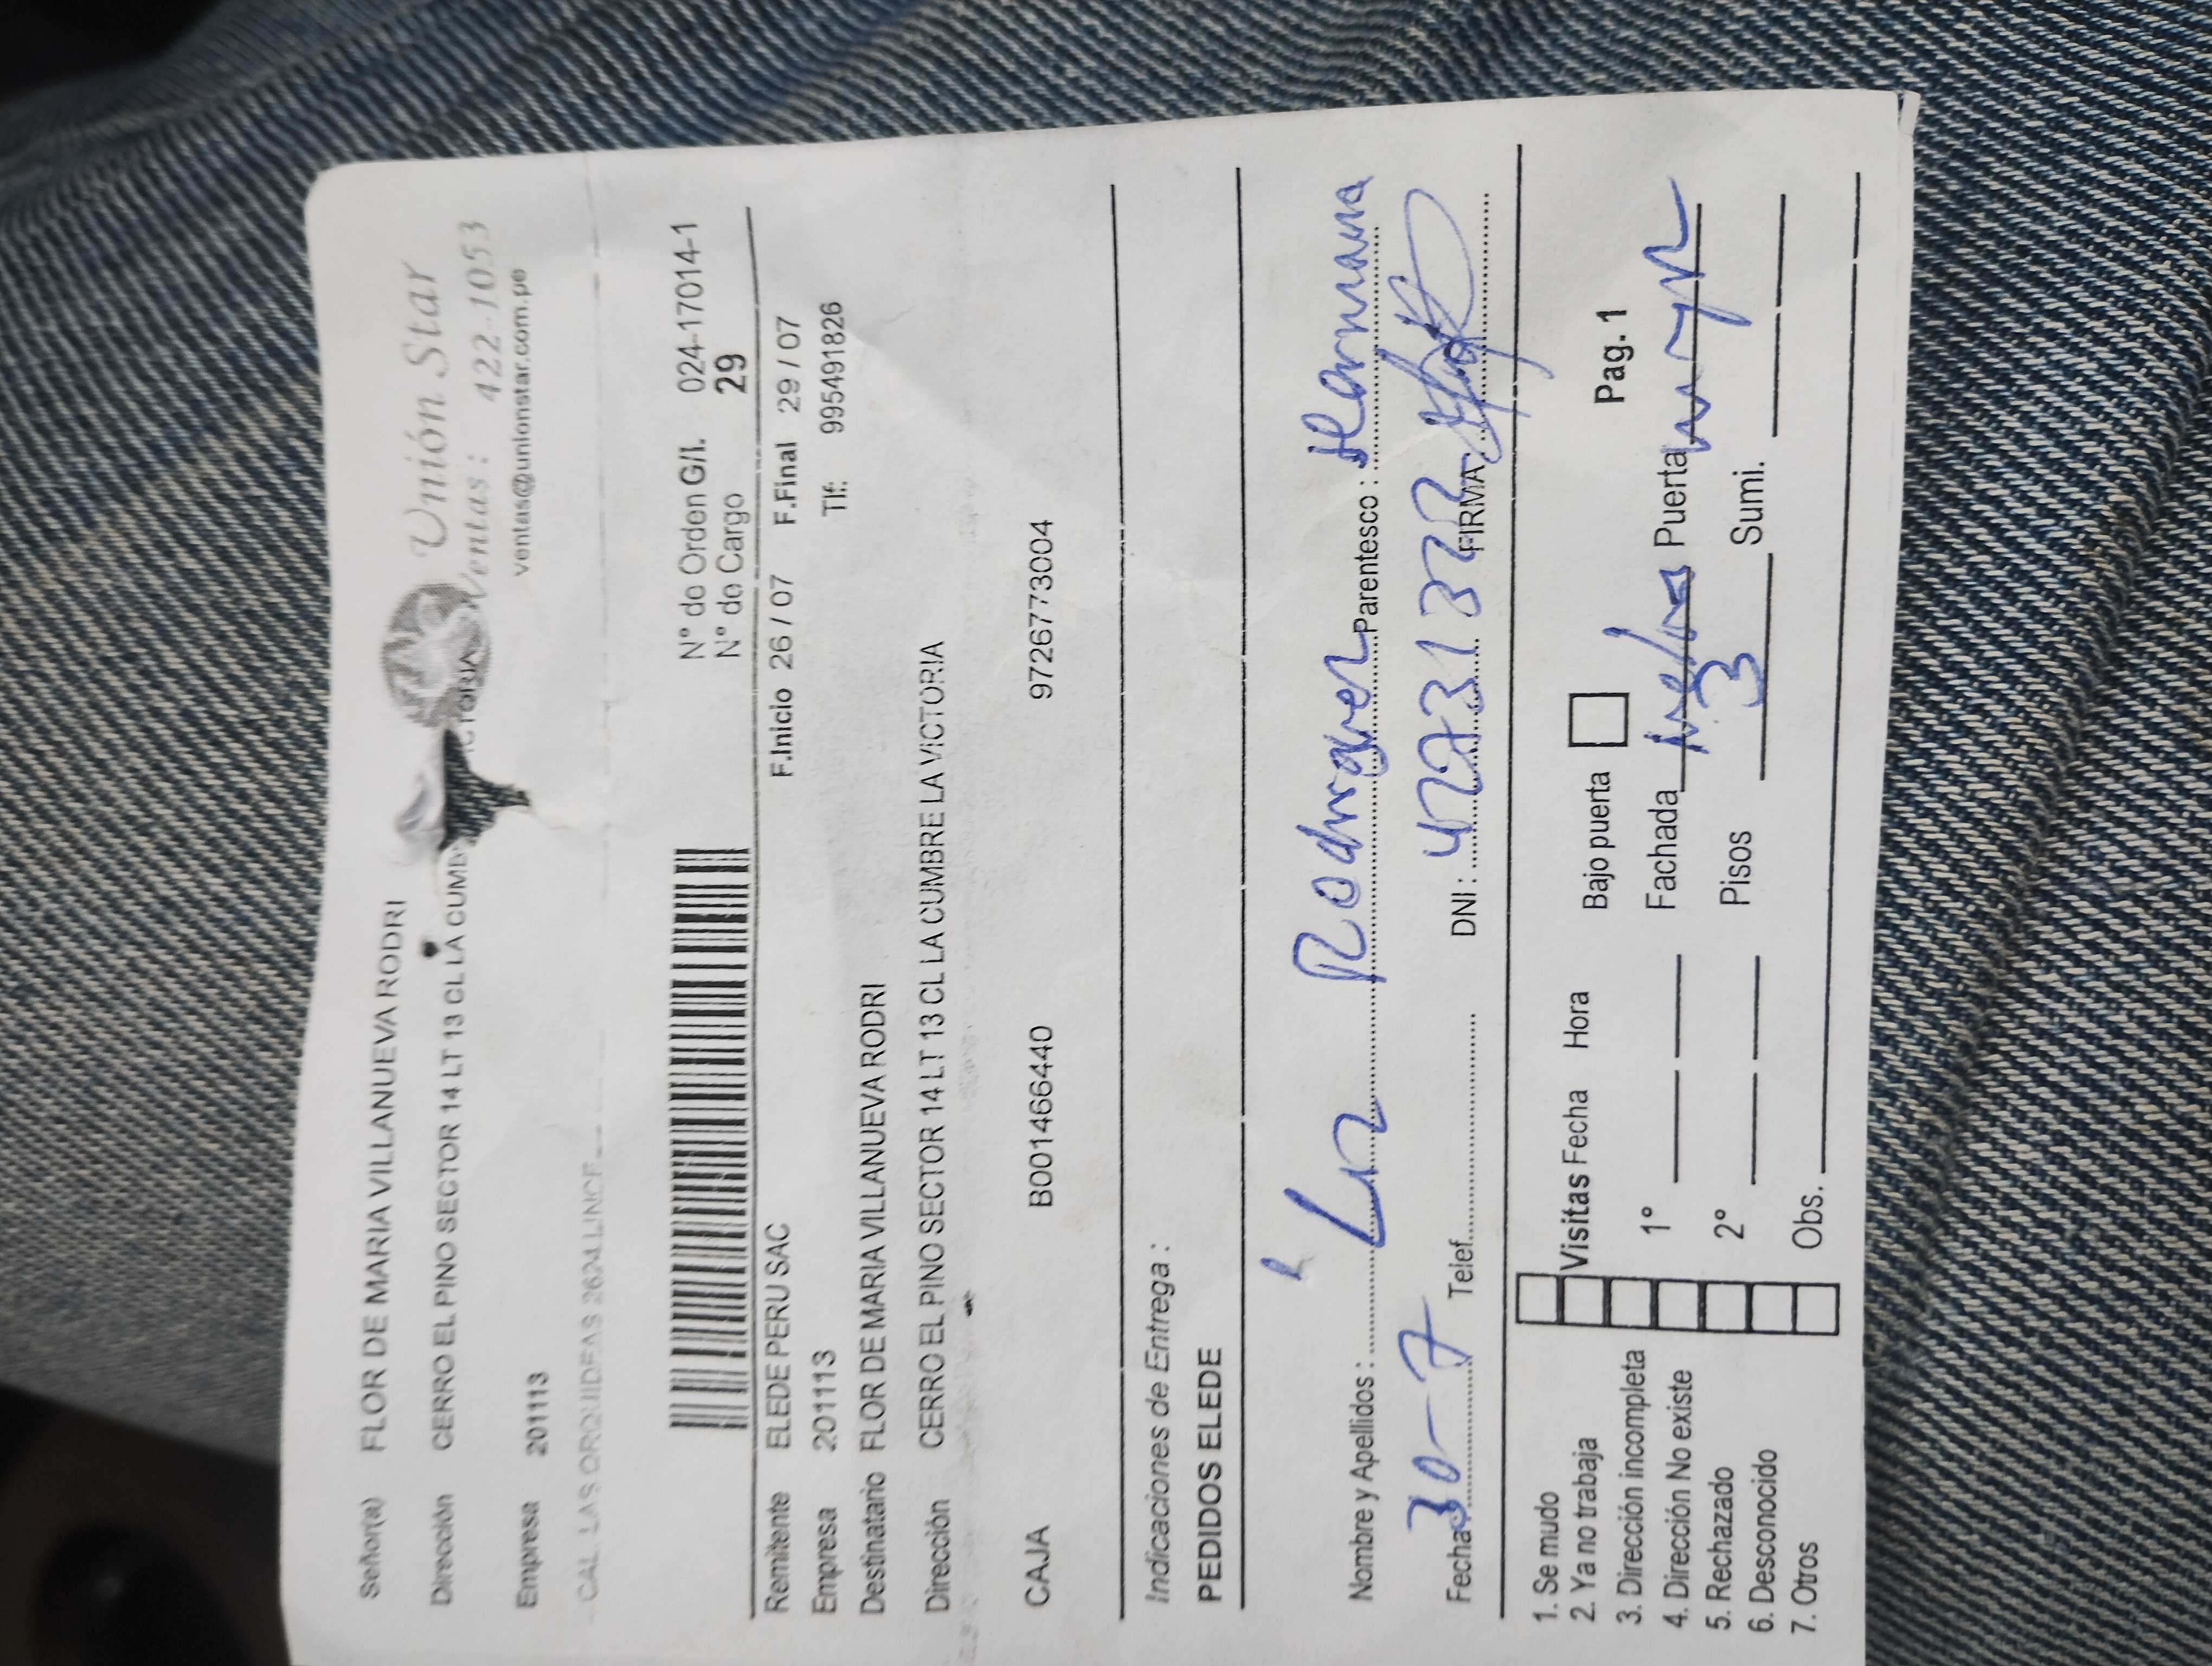 Unión Star
Ventas: 422-1053
ventas@unionstar.com.pe
Señor(a) FLOR DE MARIA VILLANUEVA RODRI
Dirección CERRO EL PINO SECTOR 14 LT 13 CL LA CUMB CTORIA
Empresa 201113
CAL. LAS ORQUIDEAS LINCE
N° de Orden G/I. 024-17014-1
N° de Cargo 29
Remitente ELEDE PERU SAC F.Inicio 26 / 07 F.Final 29 / 07
Empresa 201113 Tlf: 995491826
Destinatario FLOR DE MARIA VILLANUEVA RODRI
Dirección CERRO EL PINO SECTOR 14 LT 13 CL LA CUMBRE LA VICTORIA
CAJA B001466440 9726773004
Indicaciones de Entrega :
PEDIDOS ELEDE
Nombre y Apellidos : Luz Rodriguez Parentesco : Hermana
Fecha 30-7 Telef. DNI : FIRMA
1. Se mudo
2. Ya no trabaja
3. Dirección incompleta
4. Dirección No existe
5. Rechazado
6. Desconocido
7. Otros
Visitas Fecha Hora Bajo puerta Pag. 1
1° Fachada Puerta
2° Pisos 3 Sumi.
Obs.